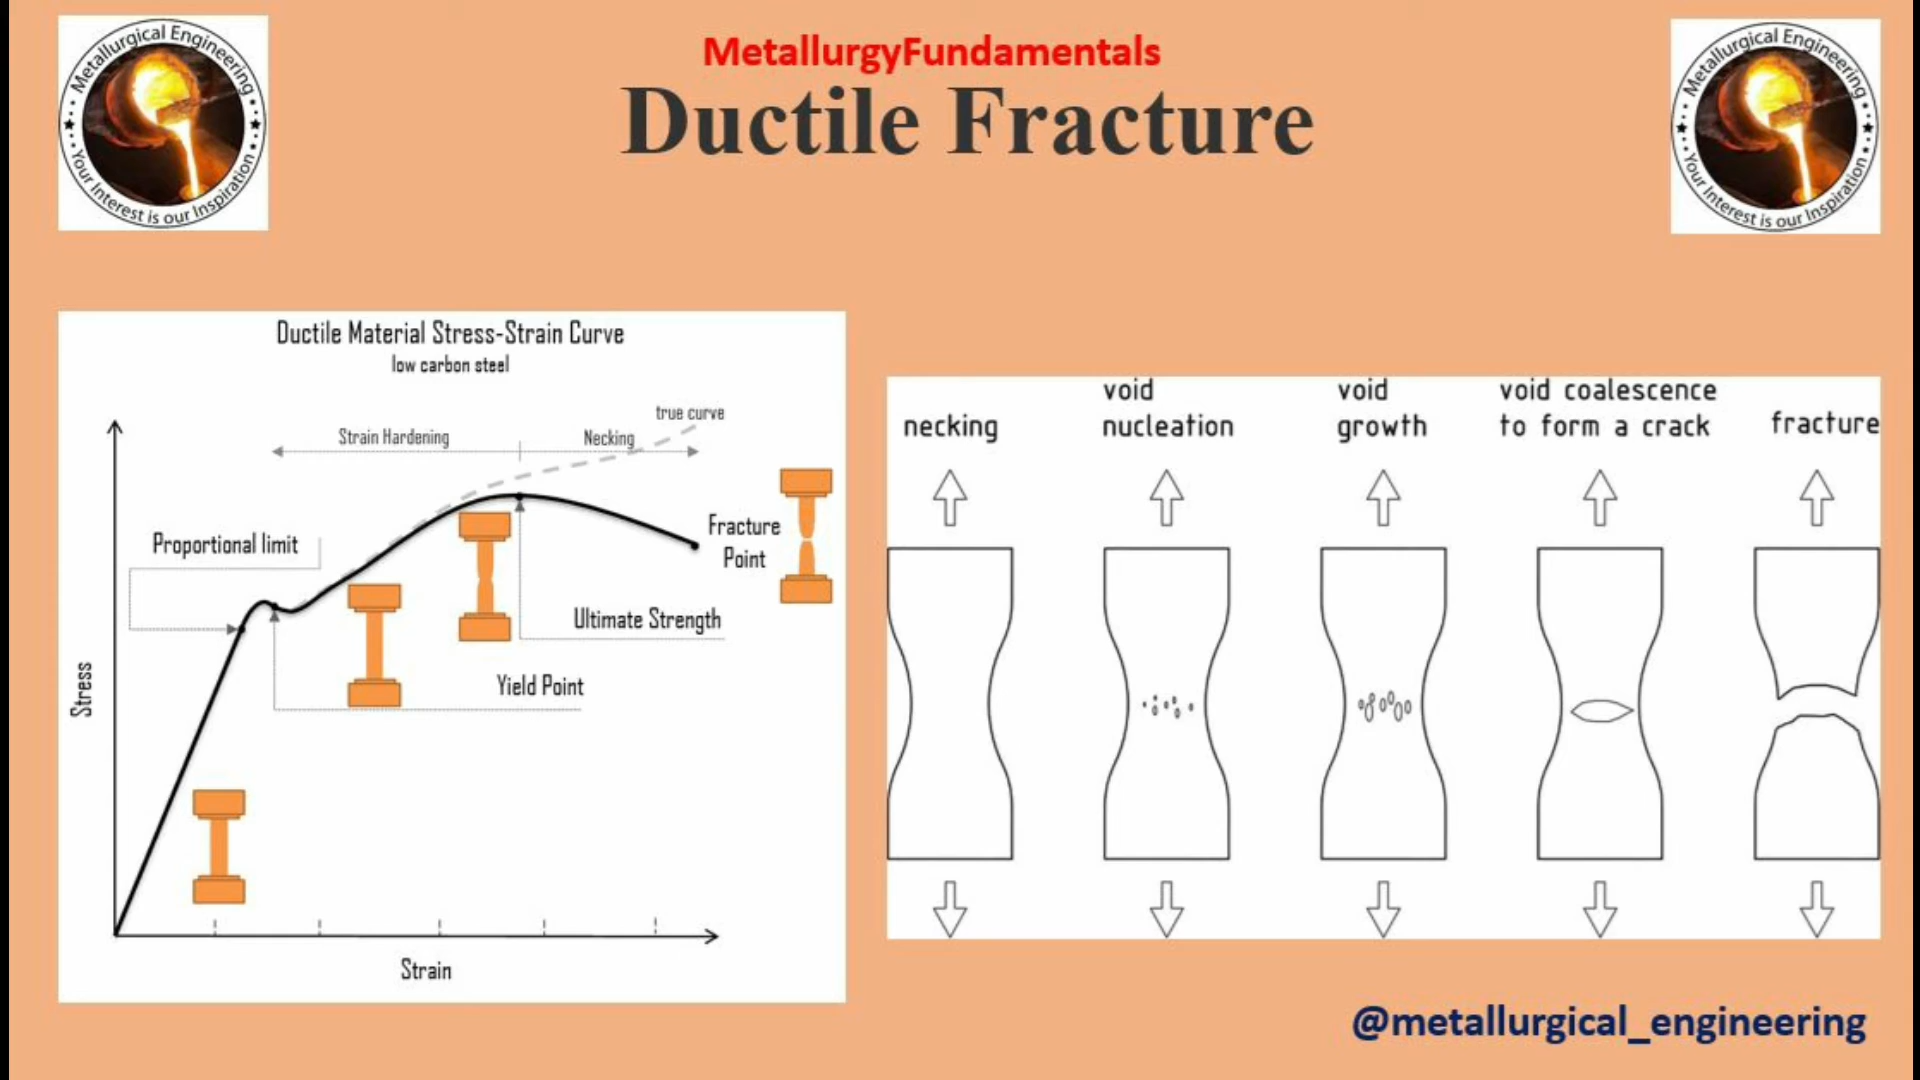 Metallurgical Engineering
Your Interest is our Inspiration
MetallurgyFundamentals
Ductile Fracture
Metallurgical Engineering
Your Interest is our Inspiration
Ductile Material Stress-Strain Curve
low carbon steel
true curve
Strain Hardening
Necking
Proportional limit
Fracture
Point
Ultimate Strength
Yield Point
Stress
Strain
necking
void
nucleation
void
growth
void coalescence
to form a crack
fracture
@metallurgical_engineering